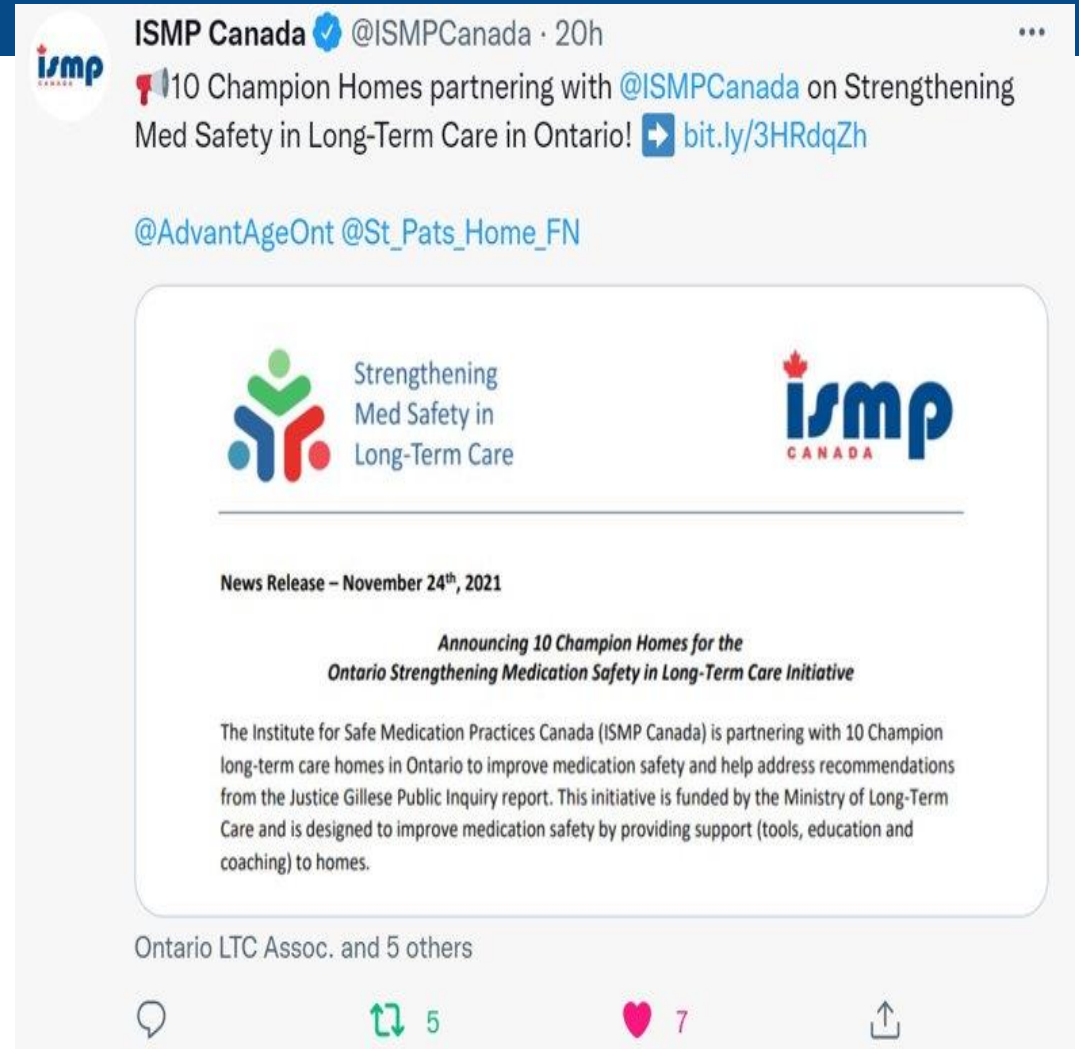 ISMP Canada @ISMPCanada · 20h
ismp
CANADA
10 Champion Homes partnering with @ISMPCanada on Strengthening
Med Safety in Long-Term Care in Ontario! bit.ly/3HRdqZh
@AdvantAgeOnt @St_Pats_Home_FN
Strengthening
Med Safety in
Long-Term Care
ismp
CANADA
News Release – November 24th, 2021
Announcing 10 Champion Homes for the
Ontario Strengthening Medication Safety in Long-Term Care Initiative
The Institute for Safe Medication Practices Canada (ISMP Canada) is partnering with 10 Champion
long-term care homes in Ontario to improve medication safety and help address recommendations
from the Justice Gillese Public Inquiry report. This initiative is funded by the Ministry of Long-Term
Care and is designed to improve medication safety by providing support (tools, education and
coaching) to homes.
Ontario LTC Assoc. and 5 others
5 7